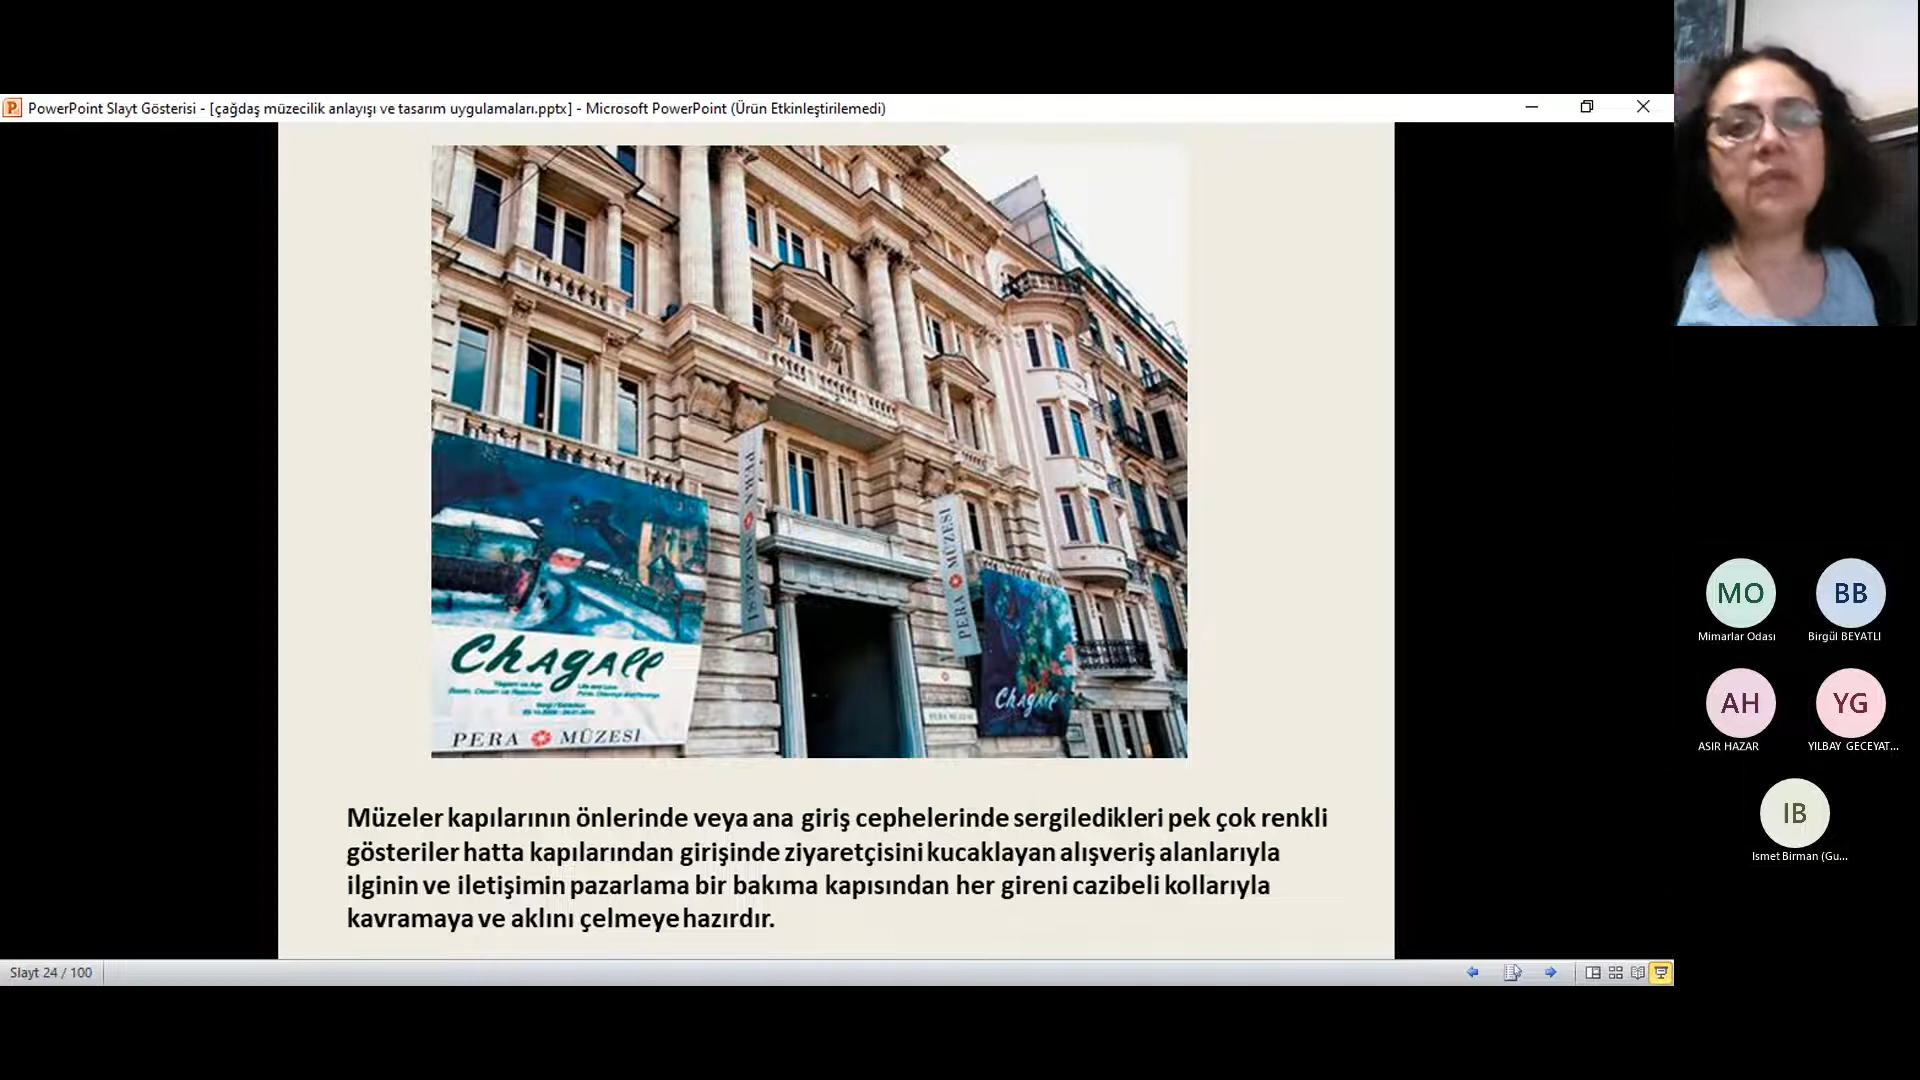 PowerPoint Slayt Gösterisi - [çağdaş müzecilik anlayışı ve tasarım uygulamaları.pptx] - Microsoft PowerPoint (Ürün Etkinleştirilemedi)
PERA MÜZESİ
PERA MÜZESİ
Chagall
Chagall
PERA MÜZESİ
PERA MÜZESİ
Müzeler kapılarının önlerinde veya ana giriş cephelerinde sergiledikleri pek çok renkli
gösteriler hatta kapılarından girişinde ziyaretçisini kucaklayan alışveriş alanlarıyla
ilginin ve iletişimin pazarlama bir bakıma kapısından her gireni cazibeli kollarıyla
kavramaya ve aklını çelmeye hazırdır.
Slayt 24 / 100
MO
Mimarlar Odası
BB
Birgül BEYATLI
AH
ASIR HAZAR
YG
YILBAY GECEYAT...
IB
Ismet Birman (Gu...